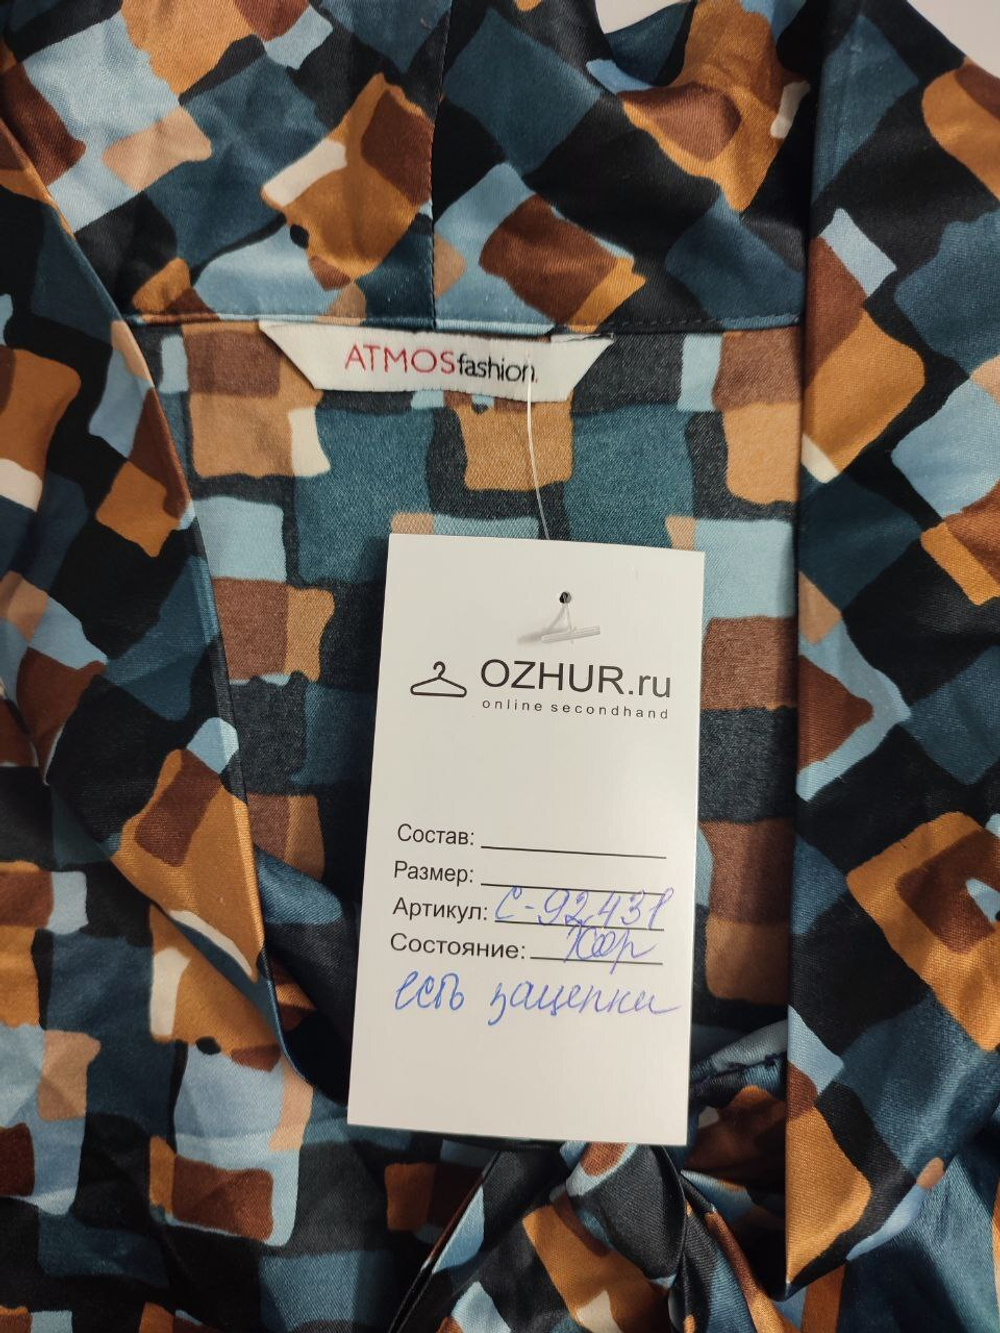 ATMOSfashion.
OZHUR.ru
online secondhand
Состав:
Размер:
Артикул: С-92431
Состояние: Хор
есть зацепки